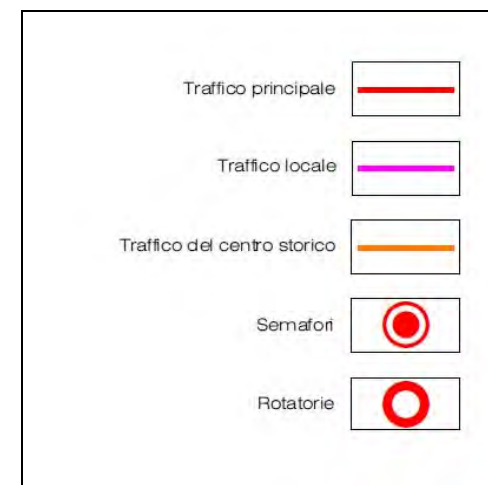 Traffico principale
Traffico locale
Traffico del centro storico
Semafori
Rotatorie